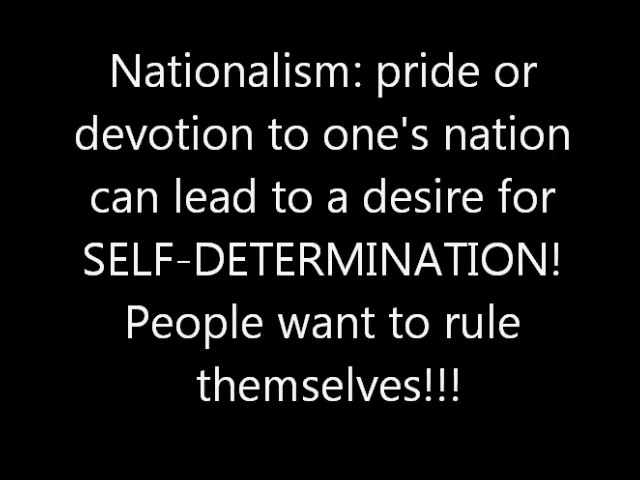 Nationalism: pride or
devotion to one's nation
can lead to a desire for
SELF-DETERMINATION!
People want to rule
themselves!!!